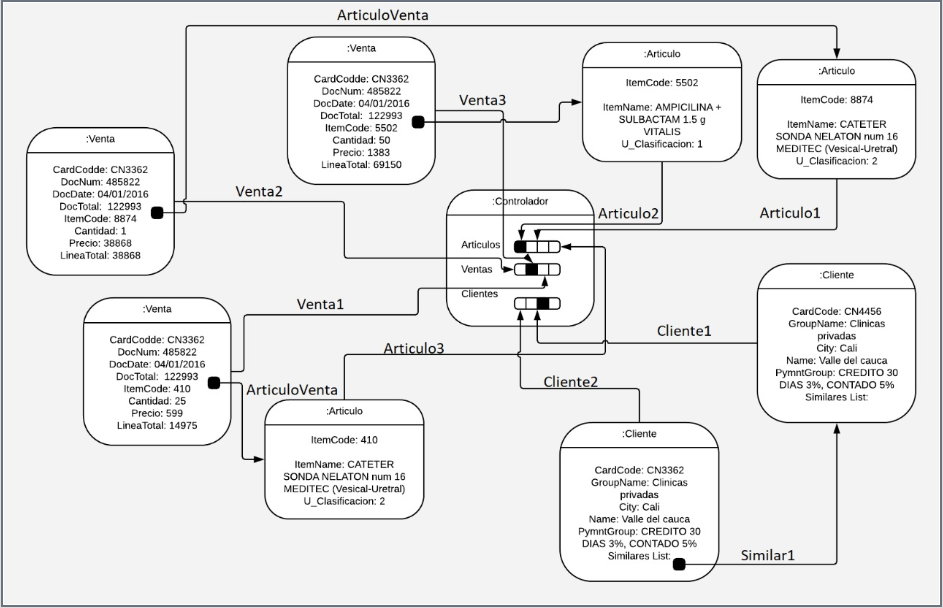 ArticuloVenta
:Venta
CardCodde: CN3362
DocNum: 485822
DocDate: 04/01/2016
DocTotal: 122993
ItemCode: 5502
Cantidad: 50
Precio: 1383
LineaTotal: 69150
Venta3
:Articulo
ItemCode: 5502
ItemName: AMPICILINA +
SULBACTAM 1.5 g
VITALIS
U_Clasificacion: 1
:Articulo
ItemCode: 8874
ItemName: CATETER
SONDA NELATON num 16
MEDITEC (Vesical-Uretral)
U_Clasificacion: 2
:Venta
CardCodde: CN3362
DocNum: 485822
DocDate: 04/01/2016
DocTotal: 122993
ItemCode: 8874
Cantidad: 1
Precio: 38868
LineaTotal: 38868
Venta2
:Controlador
Articulos
Ventas
Clientes
Articulo2
Articulo1
:Venta
CardCodde: CN3362
DocNum: 485822
DocDate: 04/01/2016
DocTotal: 122993
ItemCode: 410
Cantidad: 25
Precio: 599
LineaTotal: 14975
Venta1
Articulo3
ArticuloVenta
:Articulo
ItemCode: 410
ItemName: CATETER
SONDA NELATON num 16
MEDITEC (Vesical-Uretral)
U_Clasificacion: 2
Cliente1
Cliente2
:Cliente
CardCode: CN4456
GroupName: Clinicas
privadas
City: Cali
Name: Valle del cauca
PymntGroup: CREDITO 30
DIAS 3%, CONTADO 5%
Similares List:
:Cliente
CardCode: CN3362
GroupName: Clinicas
privadas
City: Cali
Name: Valle del cauca
PymntGroup: CREDITO 30
DIAS 3%, CONTADO 5%
Similares List:
Similar1